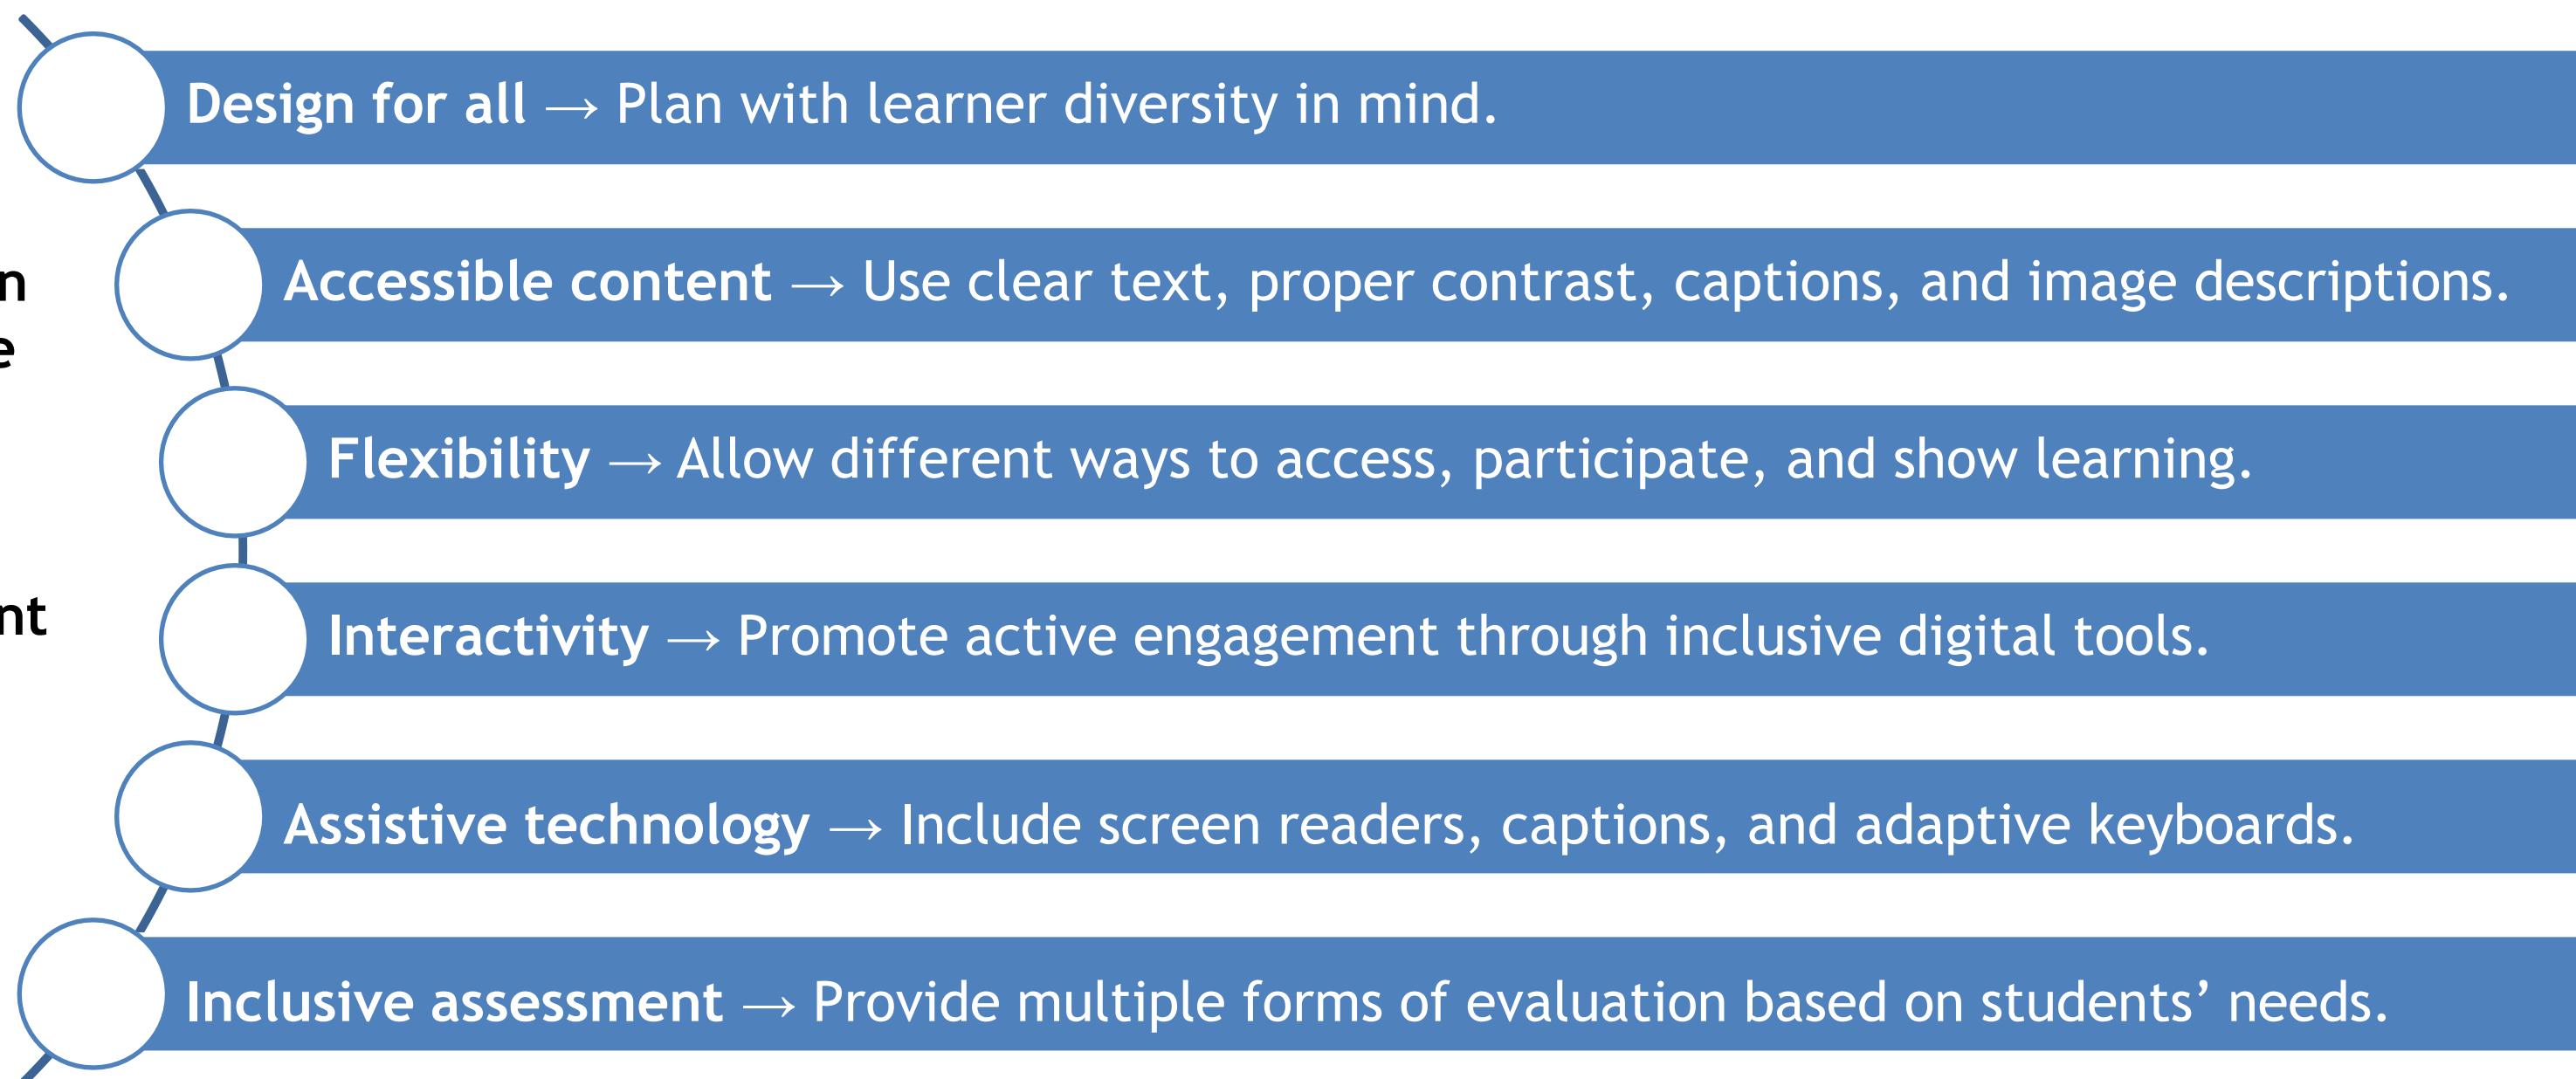 Design for all → Plan with learner diversity in mind.
Accessible content → Use clear text, proper contrast, captions, and image descriptions.
Flexibility → Allow different ways to access, participate, and show learning.
Interactivity → Promote active engagement through inclusive digital tools.
Assistive technology → Include screen readers, captions, and adaptive keyboards.
Inclusive assessment → Provide multiple forms of evaluation based on students’ needs.